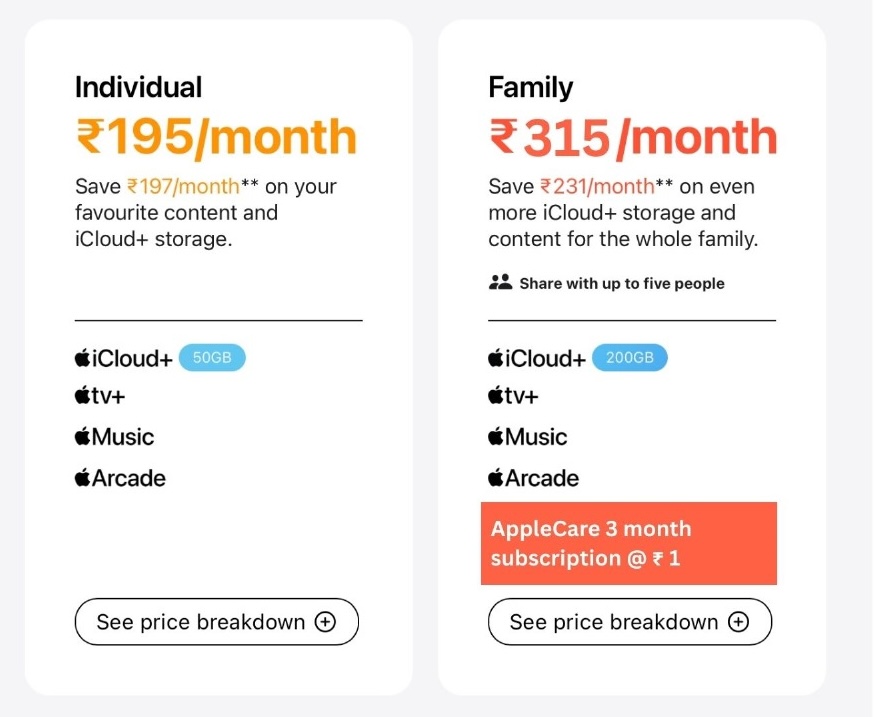 Individual
₹195/month
Save ₹197/month** on your
favourite content and
iCloud+ storage.
iCloud+ 50GB
tv+
Music
Arcade
See price breakdown
Family
₹315/month
Save ₹231/month** on even
more iCloud+ storage and
content for the whole family.
Share with up to five people
iCloud+ 200GB
tv+
Music
Arcade
AppleCare 3 month
subscription @ ₹ 1
See price breakdown